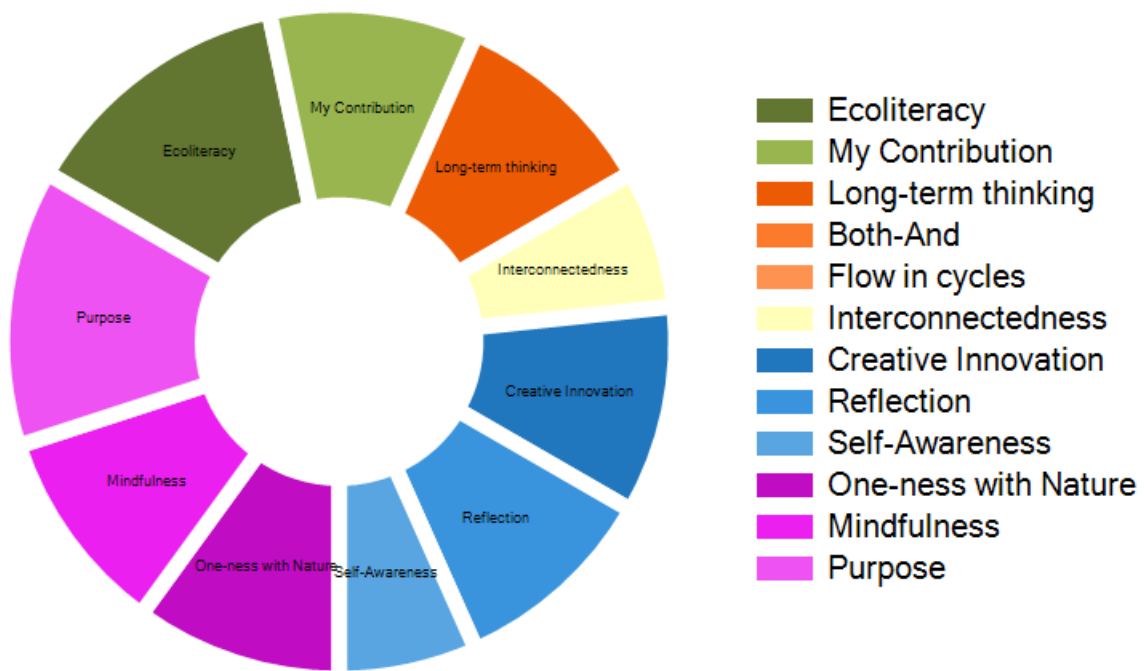 My Contribution
Ecoliteracy
Long-term thinking
Interconnectedness
Purpose
Creative Innovation
Mindfulness
Reflection
One-ness with Nature
Self-Awareness
Ecoliteracy
My Contribution
Long-term thinking
Both-And
Flow in cycles
Interconnectedness
Creative Innovation
Reflection
Self-Awareness
One-ness with Nature
Mindfulness
Purpose